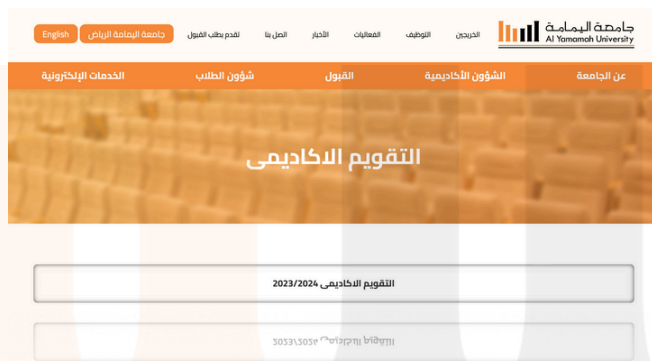 جامعة اليمامة
Al Yamamah University
الخريجين
التوظيف
الفعاليات
الأخبار
اتصل بنا
تقدم بطلب القبول
جامعة اليمامة الرياض
English
عن الجامعة
الشؤون الأكاديمية
القبول
شؤون الطلاب
الخدمات الإلكترونية
التقويم الاكاديمى
التقويم الاكاديمى 2023/2024